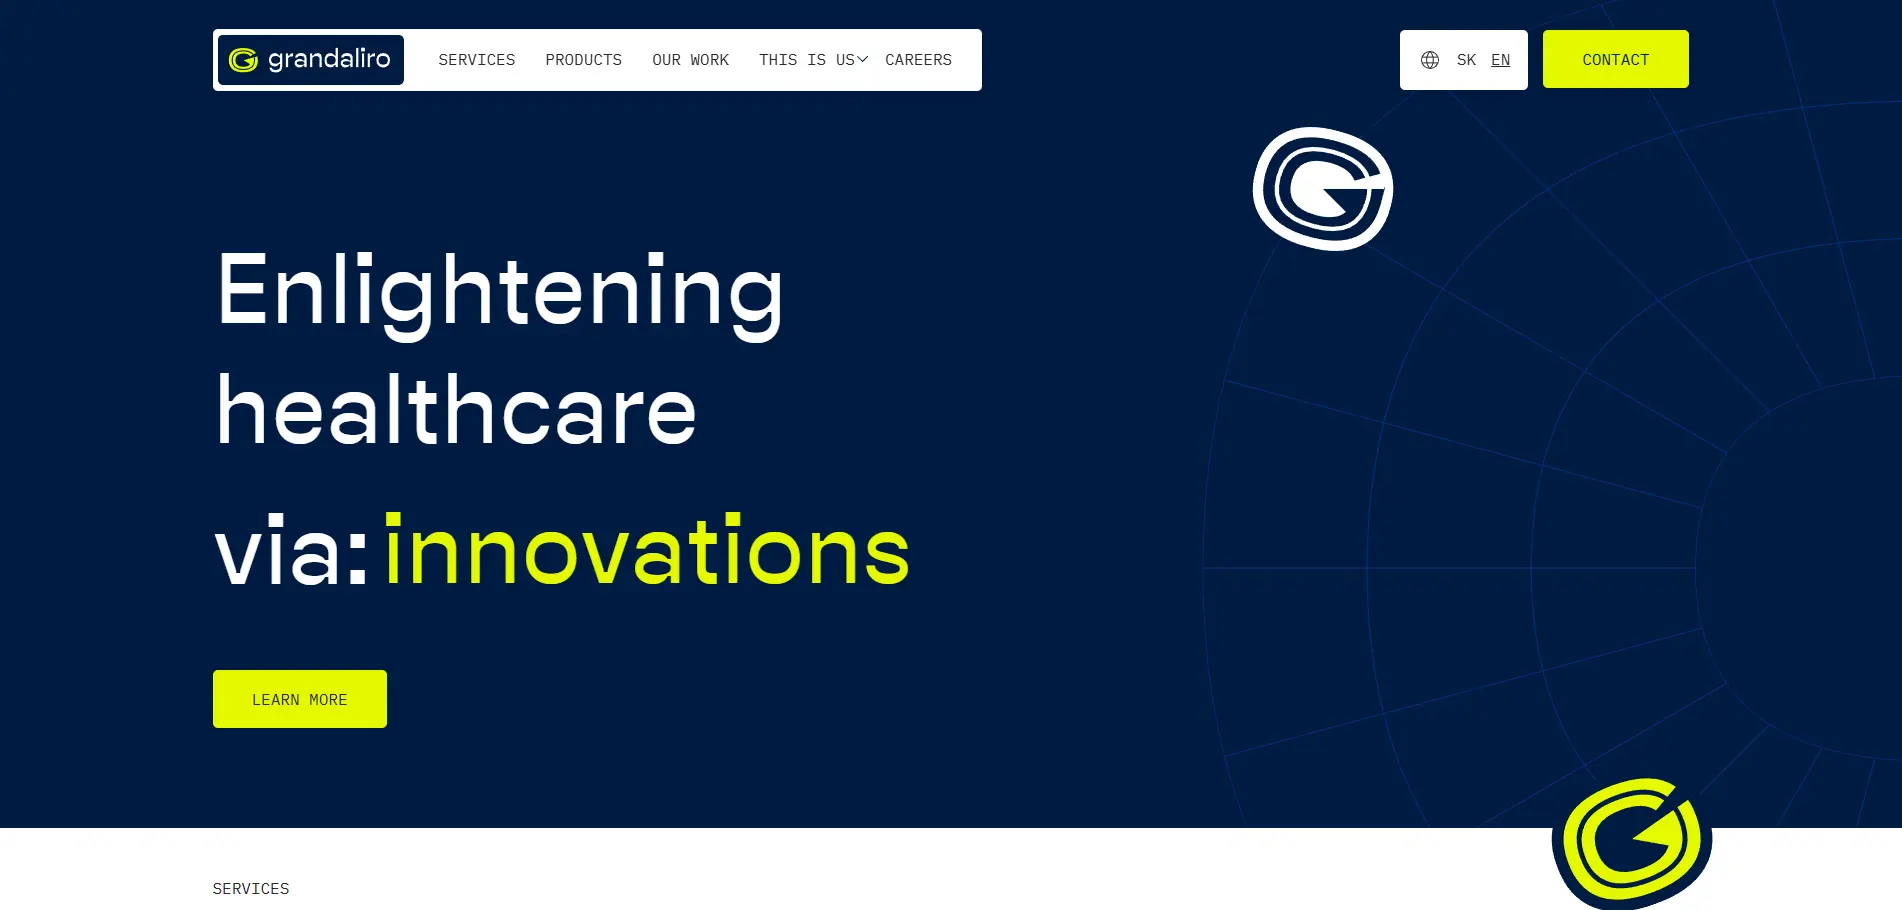 grandaliro SERVICES PRODUCTS OUR WORK THIS IS US CAREERS SK EN CONTACT
Enlightening
healthcare
via: innovations
LEARN MORE
SERVICES